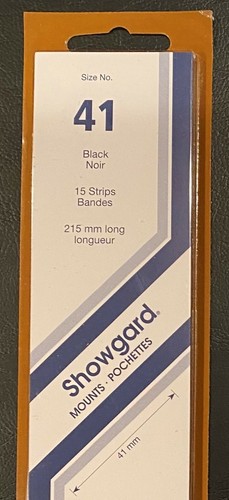 Size No.
41
Black
Noir
15 Strips
Bandes
215 mm long
longueur
Showgard®
MOUNTS · POCHETTES
41 mm